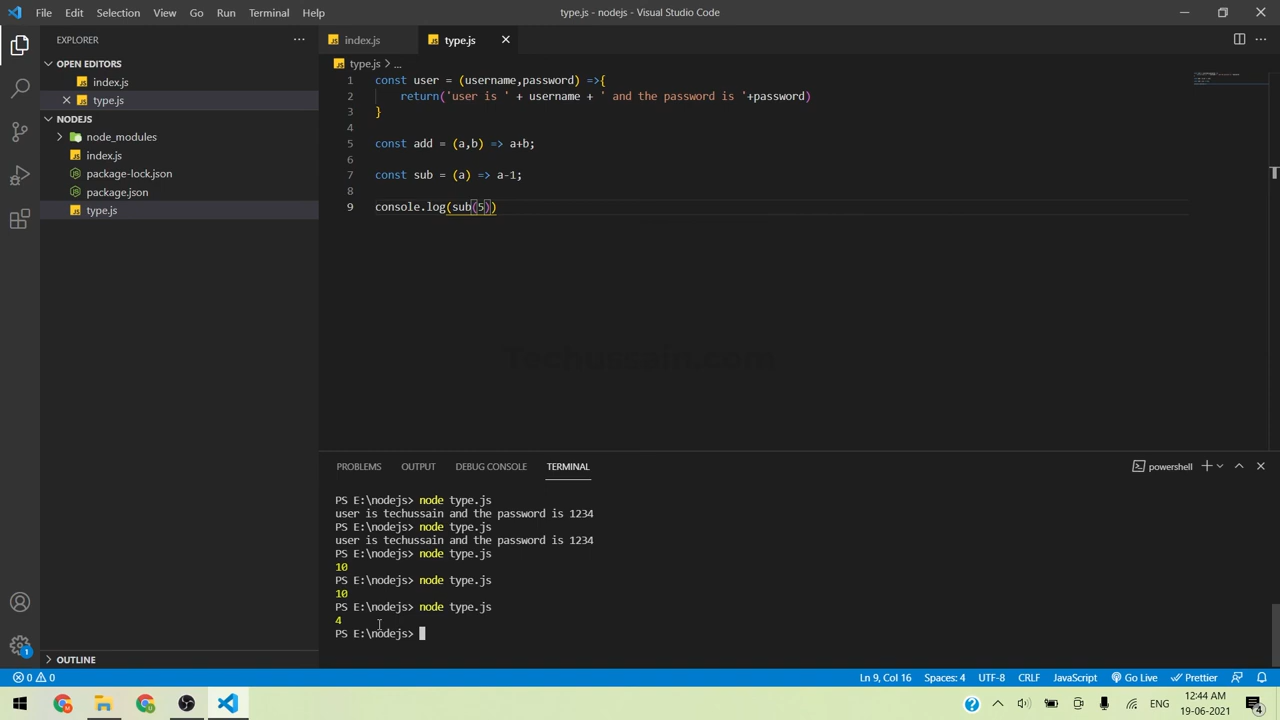 File Edit Selection View Go Run Terminal Help
type.js - nodejs - Visual Studio Code
EXPLORER
OPEN EDITORS
index.js
type.js
NODEJS
node_modules
index.js
package-lock.json
package.json
type.js
OUTLINE
index.js type.js
type.js > ...
1 const user = (username,password) =>{
2 return('user is ' + username + ' and the password is '+password)
3 }
4
5 const add = (a,b) => a+b;
6
7 const sub = (a) => a-1;
8
9 console.log(sub(5))
Techussain.com
PROBLEMS OUTPUT DEBUG CONSOLE TERMINAL
powershell
PS E:\nodejs> node type.js
user is techussain and the password is 1234
PS E:\nodejs> node type.js
user is techussain and the password is 1234
PS E:\nodejs> node type.js
10
PS E:\nodejs> node type.js
10
PS E:\nodejs> node type.js
4
PS E:\nodejs>
1
0 0
Ln 9, Col 16 Spaces: 4 UTF-8 CRLF JavaScript Go Live Prettier
ENG
12:44 AM
19-06-2021
4